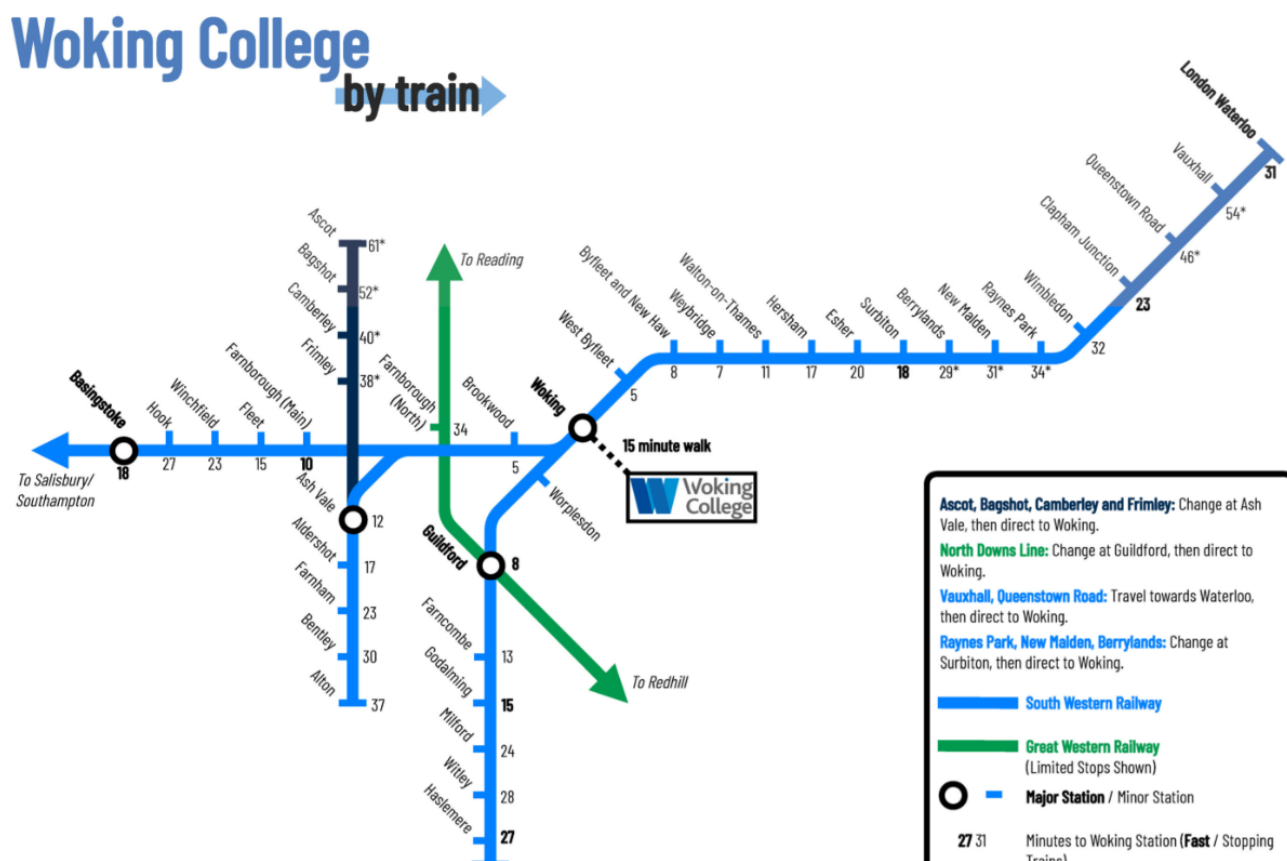 Woking College
by train
London Waterloo
31
Vauxhall
54*
Queenstown Road
46*
Clapham Junction
23
Wimbledon
32
Raynes Park
34*
New Malden
31*
Berrylands
29*
Surbiton
18
Esher
20
Hersham
17
Walton-on-Thames
11
Weybridge
7
Byfleet and New Haw
8
West Byfleet
5
Woking
15 minute walk
Woking
College
Ascot
61*
Bagshot
52*
Camberley
40*
Frimley
38*
To Reading
Farnborough
(North)
34
Brookwood
5
Farnborough (Main)
10
Fleet
15
Winchfield
23
Hook
27
Basingstoke
18
To Salisbury/
Southampton
Ash Vale
12
Aldershot
17
Farnham
23
Bentley
30
Alton
37
Worplesdon
Guildford
8
Farncombe
13
Godalming
15
Milford
24
Witley
28
Haslemere
27
To Redhill
Ascot, Bagshot, Camberley and Frimley: Change at Ash
Vale, then direct to Woking.
North Downs Line: Change at Guildford, then direct to
Woking.
Vauxhall, Queenstown Road: Travel towards Waterloo,
then direct to Woking.
Raynes Park, New Malden, Berrylands: Change at
Surbiton, then direct to Woking.
South Western Railway
Great Western Railway
(Limited Stops Shown)
Major Station / Minor Station
27 31 Minutes to Woking Station (Fast / Stopping
Trains)